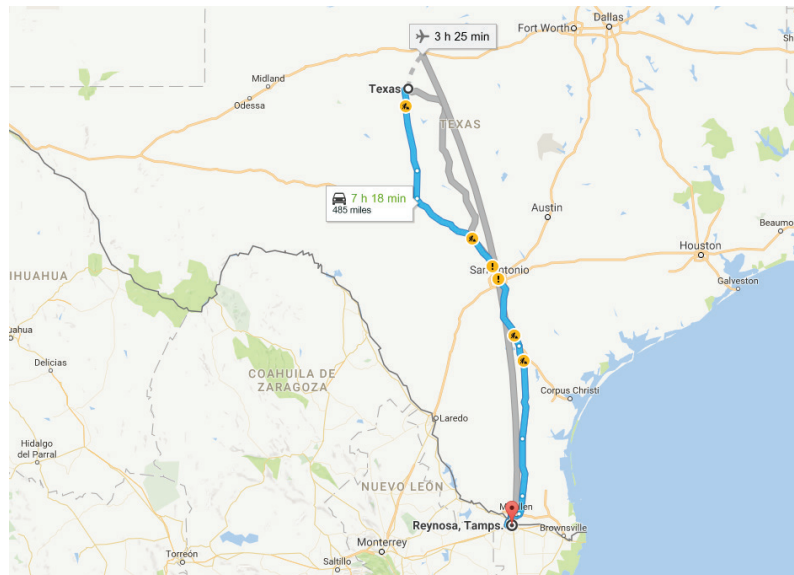 Dallas
Fort Worth
3 h 25 min
Midland
Odessa
Texas
TEXAS
7 h 18 min
485 miles
Austin
Houston
Beaumo
Galveston
San Antonio
IHUAHUA
ahua
Delicias
COAHUILA DE
ZARAGOZA
Corpus Christi
Laredo
Hidalgo
del Parral
NUEVO LEÓN
Reynosa, Tamps.
Brownsville
Monterrey
Torreón
Saltillo